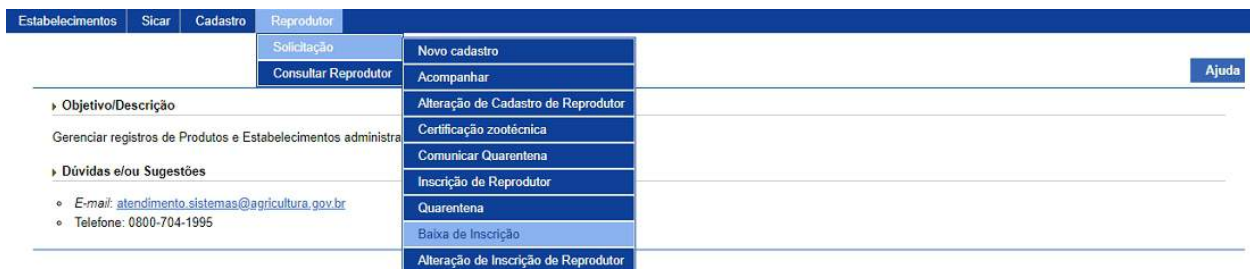 Estabelecimentos Sicar Cadastro Reprodutor
Solicitação
Consultar Reprodutor
Novo cadastro
Acompanhar
Alteração de Cadastro de Reprodutor
Certificação zootécnica
Comunicar Quarentena
Inscrição de Reprodutor
Quarentena
Baixa de Inscrição
Alteração de Inscrição de Reprodutor
Ajuda
Objetivo/Descrição
Gerenciar registros de Produtos e Estabelecimentos administra
Dúvidas e/ou Sugestões
E-mail: atendimento.sistemas@agricultura.gov.br
Telefone: 0800-704-1995